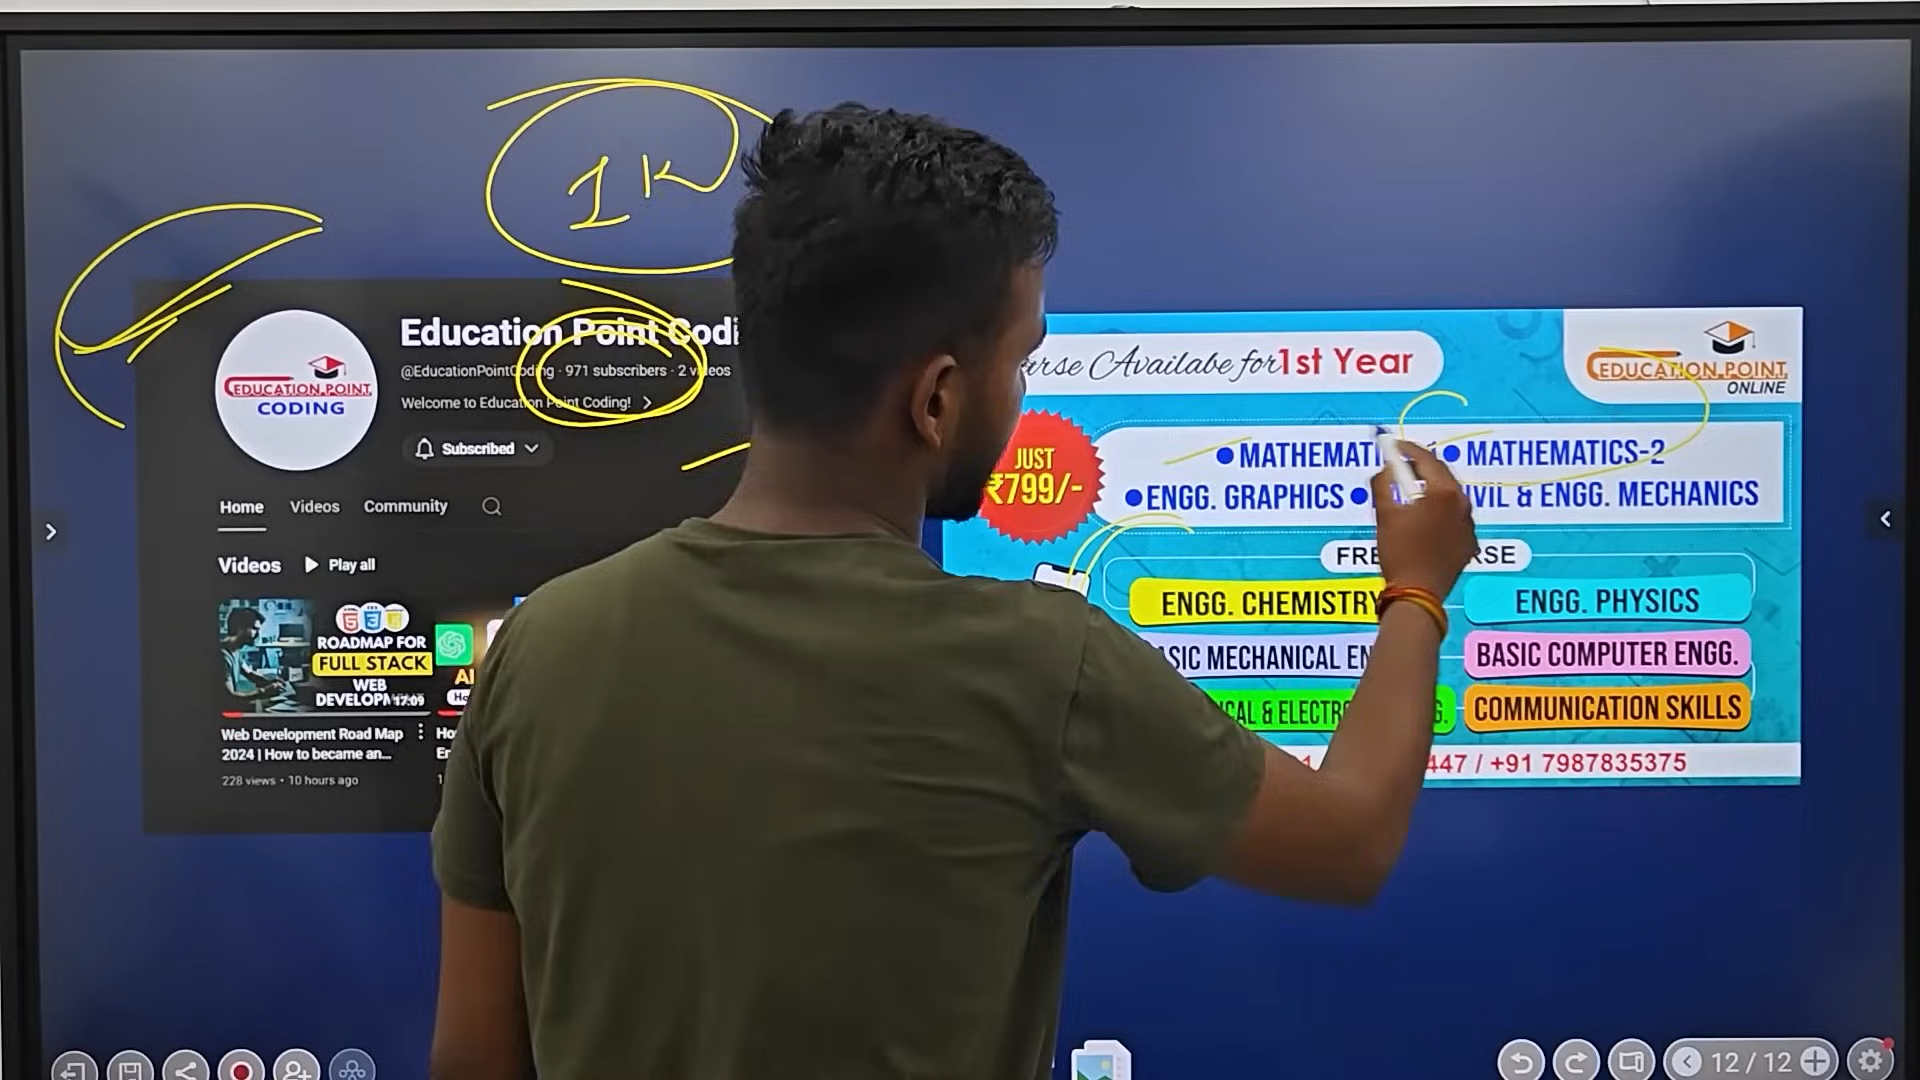 1K
Education Point Codi
@EducationPointCoding · 971 subscribers · 2 videos
Welcome to Education Point Coding!
EDUCATION POINT
CODING
Subscribed
Home Videos Community
Videos Play all
ROADMAP FOR
FULL STACK
WEB
DEVELOPM
17:09
AI
Web Development Road Map
2024 | How to became an...
228 views · 10 hours ago
Availabe for 1st Year
EDUCATION POINT
ONLINE
JUST
₹799/-
• MATHEMATI • MATHEMATICS-2
• ENGG. GRAPHICS • VIL & ENGG. MECHANICS
FRE RSE
ENGG. CHEMISTRY ENGG. PHYSICS
SIC MECHANICAL EN BASIC COMPUTER ENGG.
CAL & ELECTRO G. COMMUNICATION SKILLS
447 / +91 7987835375
12 / 12